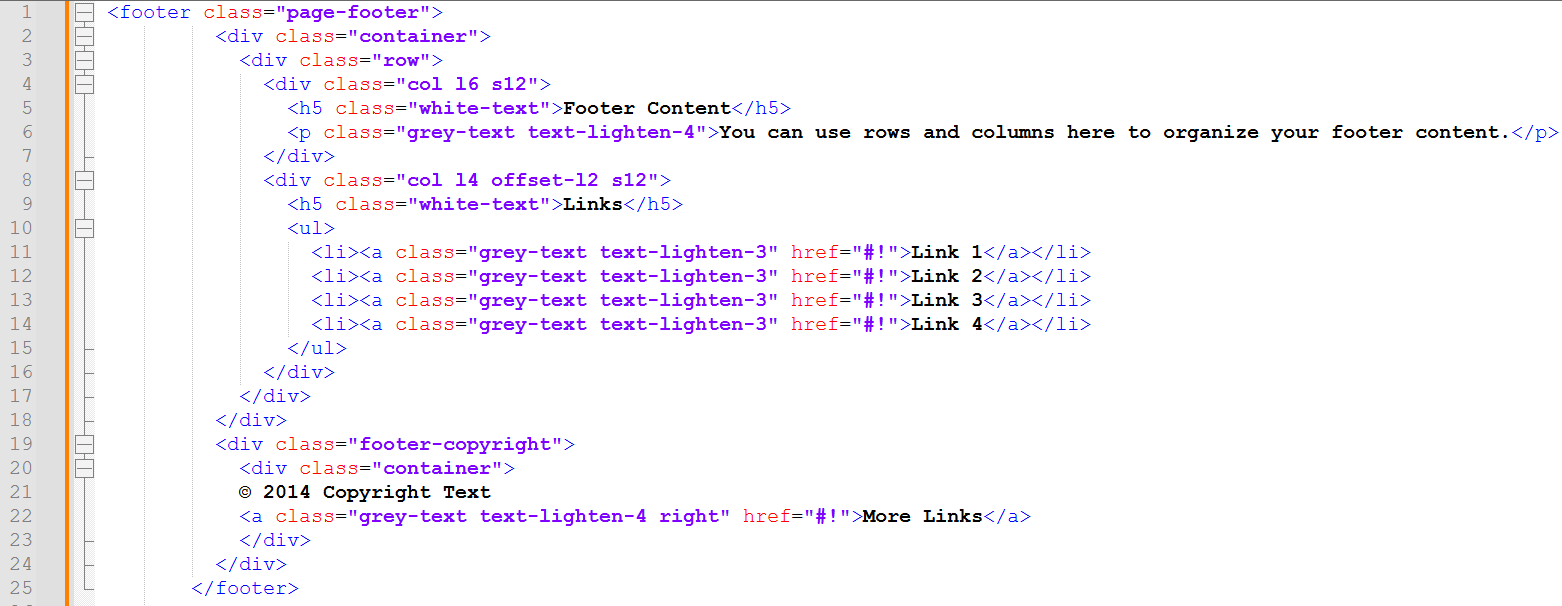 1 <footer class="page-footer">
2 <div class="container">
3 <div class="row">
4 <div class="col l6 s12">
5 <h5 class="white-text">Footer Content</h5>
6 <p class="grey-text text-lighten-4">You can use rows and columns here to organize your footer content.</p>
7 </div>
8 <div class="col l4 offset-l2 s12">
9 <h5 class="white-text">Links</h5>
10 <ul>
11 <li><a class="grey-text text-lighten-3" href="#!">Link 1</a></li>
12 <li><a class="grey-text text-lighten-3" href="#!">Link 2</a></li>
13 <li><a class="grey-text text-lighten-3" href="#!">Link 3</a></li>
14 <li><a class="grey-text text-lighten-3" href="#!">Link 4</a></li>
15 </ul>
16 </div>
17 </div>
18 </div>
19 <div class="footer-copyright">
20 <div class="container">
21 © 2014 Copyright Text
22 <a class="grey-text text-lighten-4 right" href="#!">More Links</a>
23 </div>
24 </div>
25 </footer>